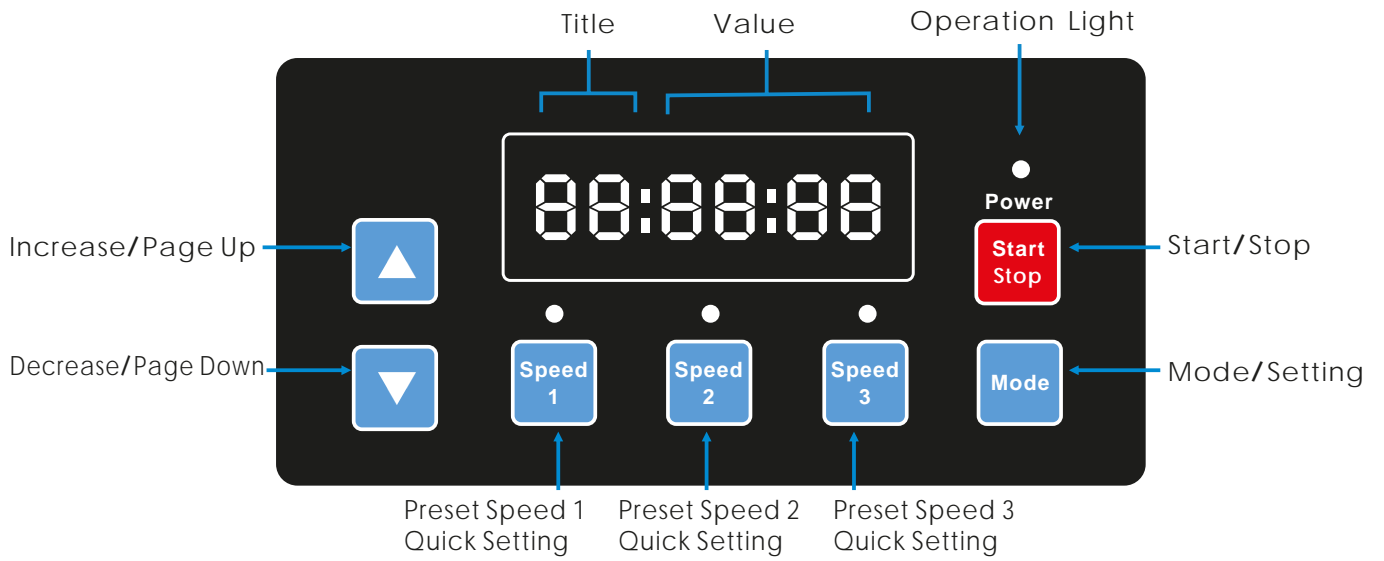 Title
Value
Operation Light
88:88:88
Power
Increase/Page Up
Start
Stop
Start/Stop
Decrease/Page Down
Speed
1
Speed
2
Speed
3
Mode
Mode/Setting
Preset Speed 1
Quick Setting
Preset Speed 2
Quick Setting
Preset Speed 3
Quick Setting